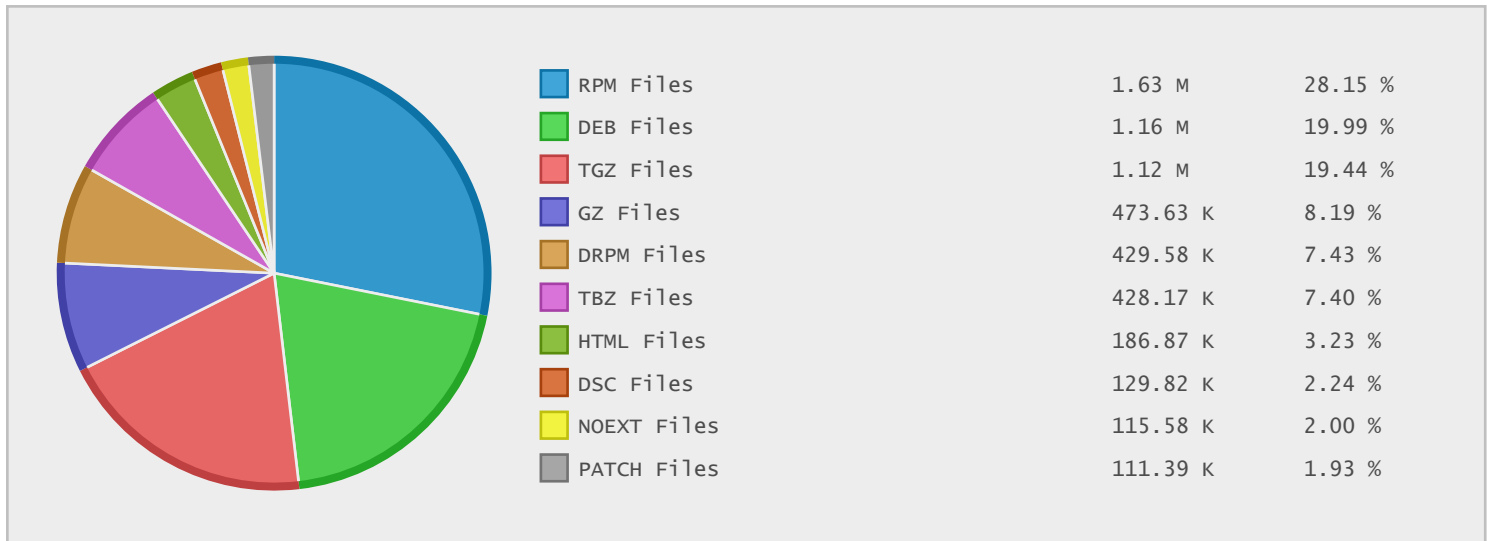 RPM Files 1.63 M 28.15 %
DEB Files 1.16 M 19.99 %
TGZ Files 1.12 M 19.44 %
GZ Files 473.63 K 8.19 %
DRPM Files 429.58 K 7.43 %
TBZ Files 428.17 K 7.40 %
HTML Files 186.87 K 3.23 %
DSC Files 129.82 K 2.24 %
NOEXT Files 115.58 K 2.00 %
PATCH Files 111.39 K 1.93 %